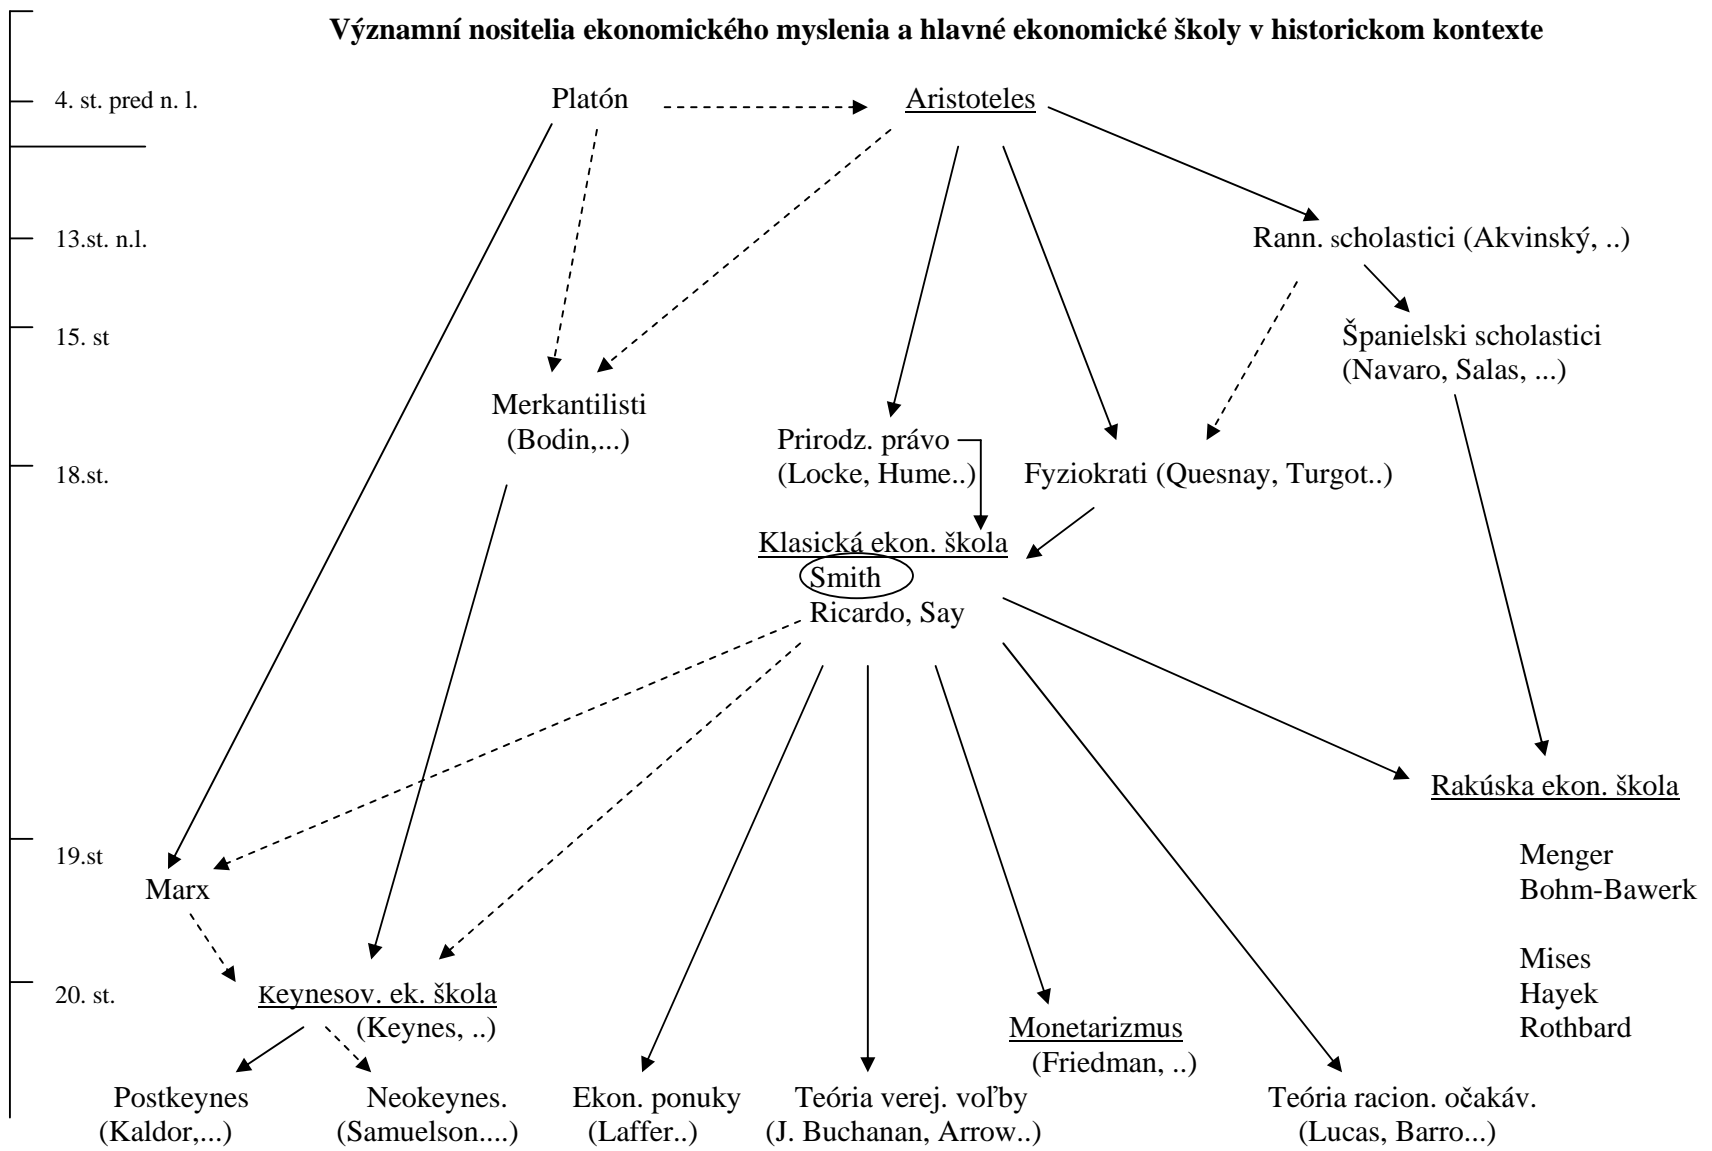 Významní nositelia ekonomického myslenia a hlavné ekonomické školy v historickom kontexte
4. st. pred n. l.
Platón
Aristoteles
13.st. n.l.
Rann. scholastici (Akvinský, ..)
15. st
Španielski scholastici
(Navaro, Salas, ...)
Merkantilisti
(Bodin,...)
Prirodz. právo
(Locke, Hume..)
18.st.
Fyziokrati (Quesnay, Turgot..)
Klasická ekon. škola
Smith
Ricardo, Say
Rakúska ekon. škola
19.st
Marx
Menger
Bohm-Bawerk
Mises
Hayek
Rothbard
20. st.
Keynesov. ek. škola
(Keynes, ..)
Monetarizmus
(Friedman, ..)
Postkeynes
(Kaldor,...)
Neokeynes.
(Samuelson....)
Ekon. ponuky
(Laffer..)
Teória verej. voľby
(J. Buchanan, Arrow..)
Teória racion. očakáv.
(Lucas, Barro...)